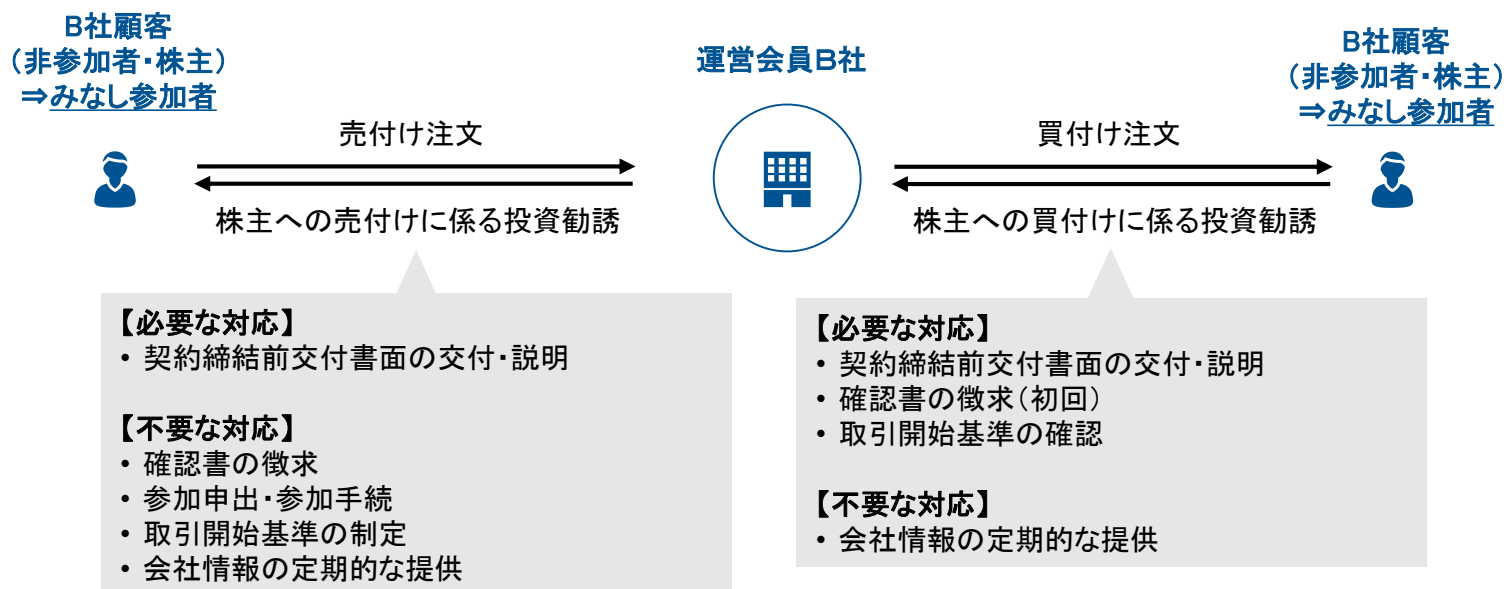 B社顧客
（非参加者・株主）
⇒みなし参加者
運営会員B社
B社顧客
（非参加者・株主）
⇒みなし参加者
売付け注文
株主への売付けに係る投資勧誘
買付け注文
株主への買付けに係る投資勧誘
【必要な対応】
• 契約締結前交付書面の交付・説明
【不要な対応】
• 確認書の徴求
• 参加申出・参加手続
• 取引開始基準の制定
• 会社情報の定期的な提供
【必要な対応】
• 契約締結前交付書面の交付・説明
• 確認書の徴求（初回）
• 取引開始基準の確認
【不要な対応】
• 会社情報の定期的な提供